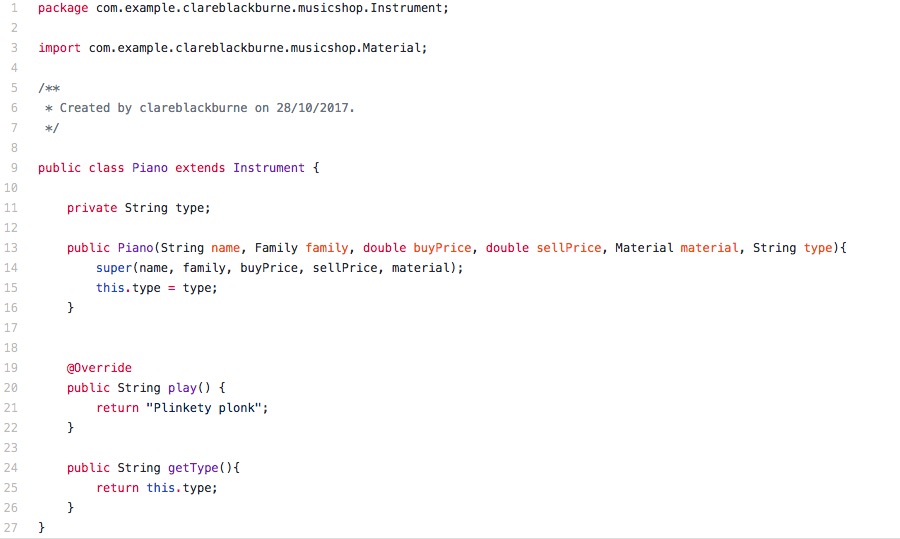 1 package com.example.clareblackburne.musicshop.Instrument;
2
3 import com.example.clareblackburne.musicshop.Material;
4
5 /**
6  * Created by clareblackburne on 28/10/2017.
7  */
8
9 public class Piano extends Instrument {
10
11     private String type;
12
13     public Piano(String name, Family family, double buyPrice, double sellPrice, Material material, String type){
14         super(name, family, buyPrice, sellPrice, material);
15         this.type = type;
16     }
17
18
19     @Override
20     public String play() {
21         return "Plinkety plonk";
22     }
23
24     public String getType(){
25         return this.type;
26     }
27 }